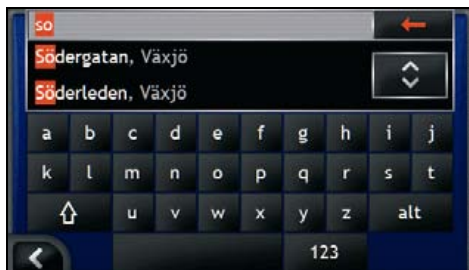 so
Södergatan, Växjö
Söderleden, Växjö
a b c d e f g h i j
k l m n o p q r s t
u v w x y z alt
123